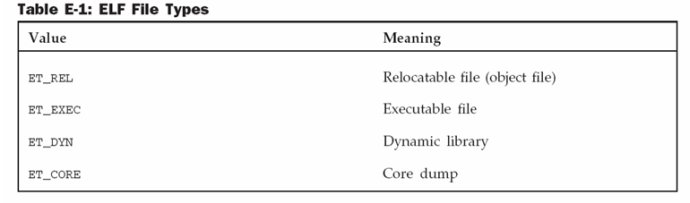 Table E-1: ELF File Types
Value Meaning
ET_REL Relocatable file (object file)
ET_EXEC Executable file
ET_DYN Dynamic library
ET_CORE Core dump